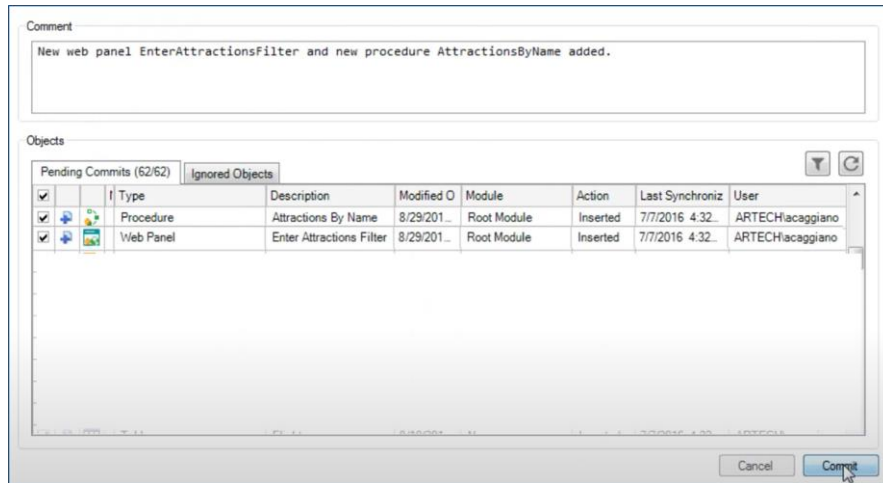 Comment
New web panel EnterAttractionsFilter and new procedure AttractionsByName added.
Objects
Pending Commits (62/62) Ignored Objects
Type Description Modified O Module Action Last Synchroniz User
Procedure Attractions By Name 8/29/201... Root Module Inserted 7/7/2016 4:32... ARTECH\acaggiano
Web Panel Enter Attractions Filter 8/29/201... Root Module Inserted 7/7/2016 4:32... ARTECH\acaggiano
Cancel Commit